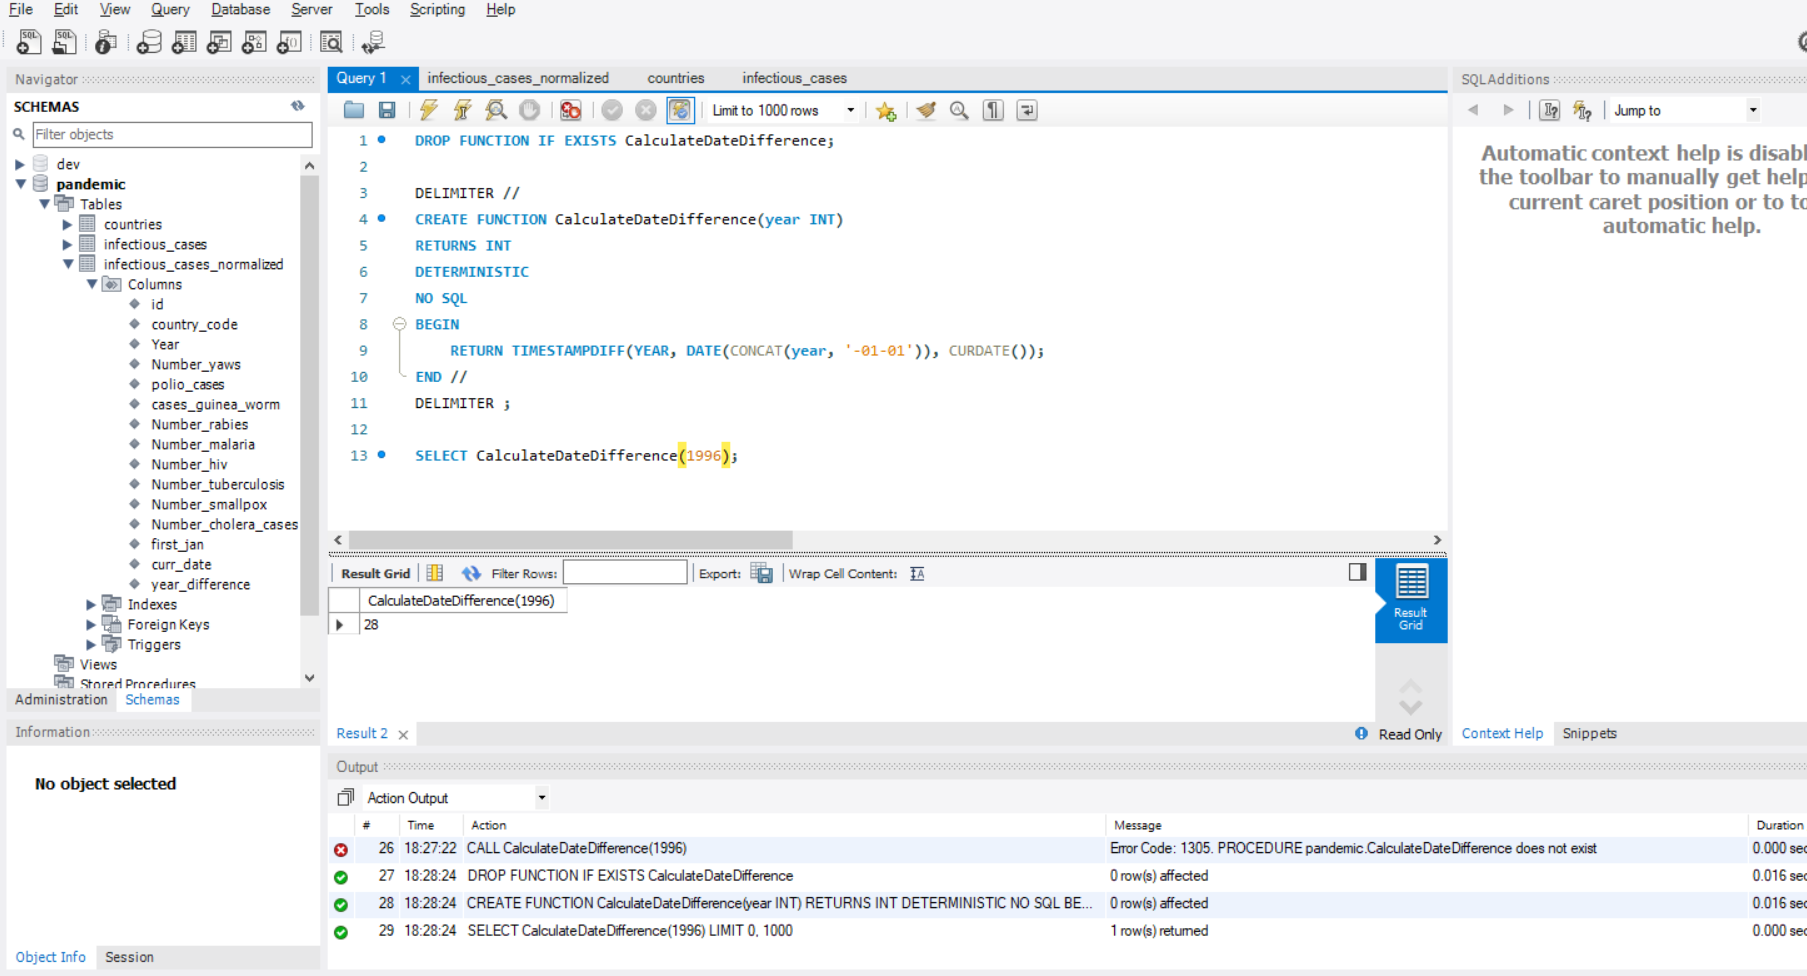 File Edit View Query Database Server Tools Scripting Help
Navigator
SCHEMAS
Filter objects
dev
pandemic
Tables
countries
infectious_cases
infectious_cases_normalized
Columns
id
country_code
Year
Number_yaws
polio_cases
cases_guinea_worm
Number_rabies
Number_malaria
Number_hiv
Number_tuberculosis
Number_smallpox
Number_cholera_cases
first_jan
curr_date
year_difference
Indexes
Foreign Keys
Triggers
Views
Stored Procedures
Administration Schemas
Information
No object selected
Object Info Session
Query 1 infectious_cases_normalized countries infectious_cases
Limit to 1000 rows
1 DROP FUNCTION IF EXISTS CalculateDateDifference;
2
3 DELIMITER //
4 CREATE FUNCTION CalculateDateDifference(year INT)
5 RETURNS INT
6 DETERMINISTIC
7 NO SQL
8 BEGIN
9 RETURN TIMESTAMPDIFF(YEAR, DATE(CONCAT(year, '-01-01')), CURDATE());
10 END //
11 DELIMITER ;
12
13 SELECT CalculateDateDifference(1996);
Result Grid Filter Rows: Export: Wrap Cell Content:
CalculateDateDifference(1996)
28
Result Grid
Result 2 Read Only
SQLAdditions
Jump to
Automatic context help is disabl
the toolbar to manually get help
current caret position or to to
automatic help.
Context Help Snippets
Output
Action Output
# Time Action Message Duration
26 18:27:22 CALL CalculateDateDifference(1996) Error Code: 1305. PROCEDURE pandemic.CalculateDateDifference does not exist 0.000 sec
27 18:28:24 DROP FUNCTION IF EXISTS CalculateDateDifference 0 row(s) affected 0.016 sec
28 18:28:24 CREATE FUNCTION CalculateDateDifference(year INT) RETURNS INT DETERMINISTIC NO SQL BE... 0 row(s) affected 0.016 sec
29 18:28:24 SELECT CalculateDateDifference(1996) LIMIT 0, 1000 1 row(s) returned 0.000 sec